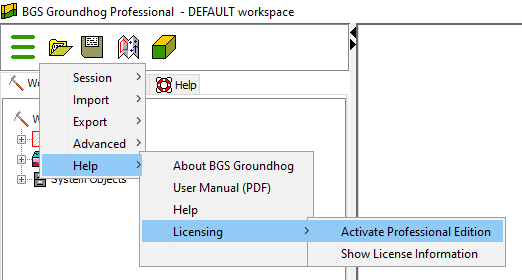 BGS Groundhog Professional - DEFAULT workspace
Help
Session
Import
Export
Advanced
Help
System Objects
About BGS Groundhog
User Manual (PDF)
Help
Licensing
Activate Professional Edition
Show License Information